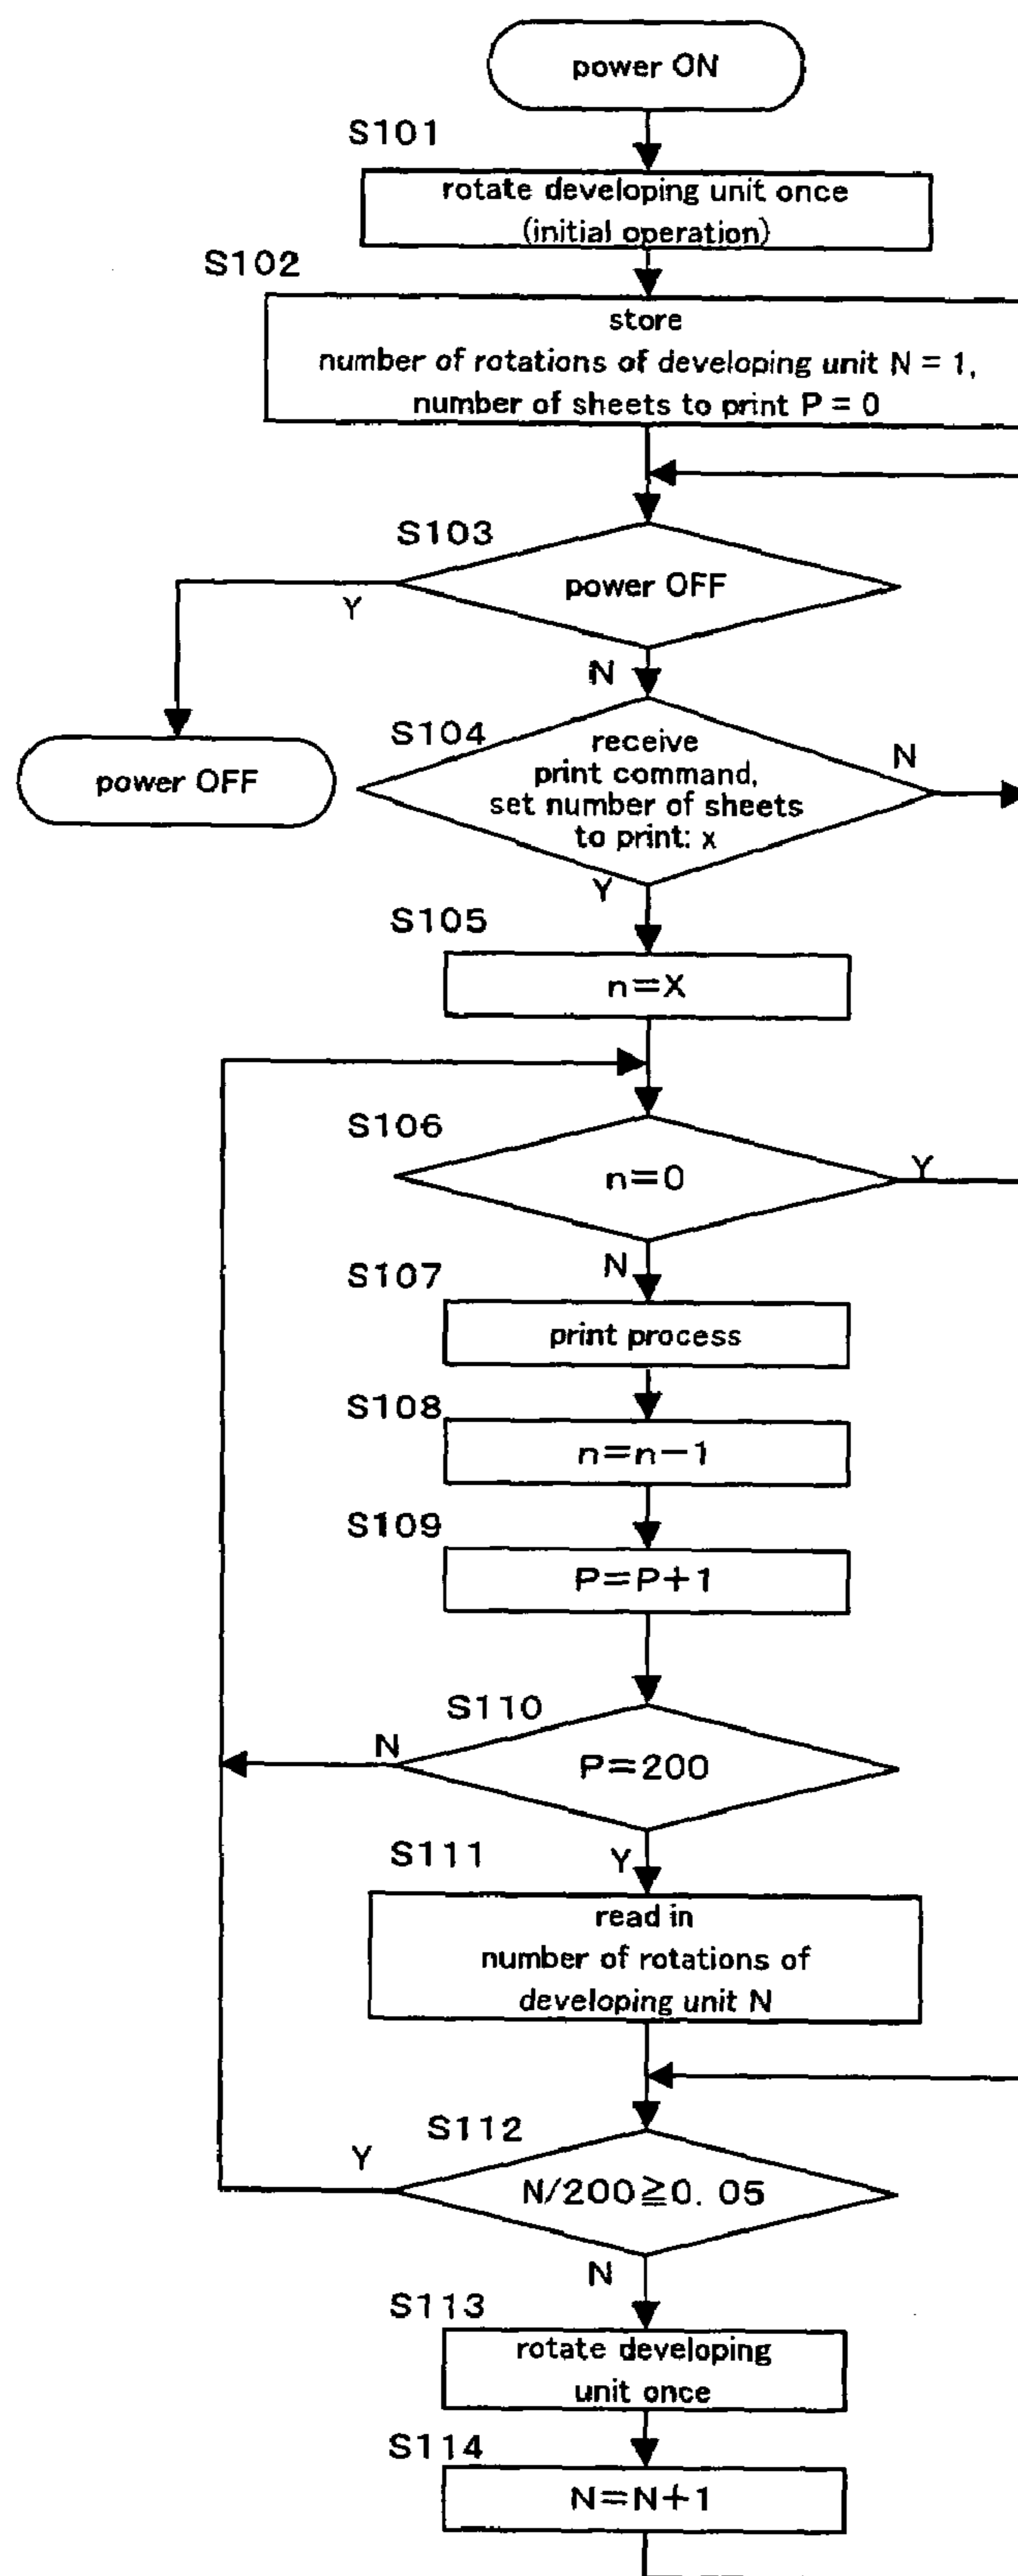 power ON
S101
rotate developing unit once
(initial operation)
S102
store
number of rotations of developing unit N = 1,
number of sheets to print P = 0
S103
power OFF
Y
N
power OFF
S104
receive
print command,
set number of sheets
to print: x
N
Y
S105
n=X
S106
n=0
Y
N
S107
print process
S108
n=n-1
S109
P=P+1
S110
P=200
N
Y
S111
read in
number of rotations of
developing unit N
S112
Y
N/200≧0. 05
N
S113
rotate developing
unit once
S114
N=N+1